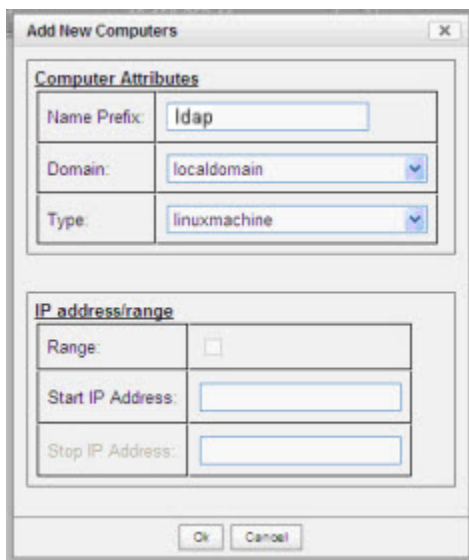 Add New Computers
Computer Attributes
Name Prefix: ldap
Domain: localdomain
Type: linuxmachine
IP address/range
Range:
Start IP Address:
Stop IP Address:
Ok Cancel